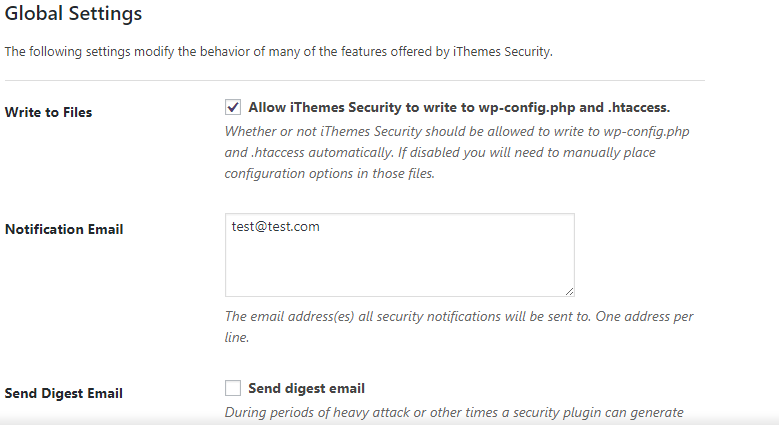 Global Settings
The following settings modify the behavior of many of the features offered by iThemes Security.
Write to Files
Allow iThemes Security to write to wp-config.php and .htaccess.
Whether or not iThemes Security should be allowed to write to wp-config.php
and .htaccess automatically. If disabled you will need to manually place
configuration options in those files.
Notification Email
test@test.com
The email address(es) all security notifications will be sent to. One address per
line.
Send Digest Email
Send digest email
During periods of heavy attack or other times a security plugin can generate